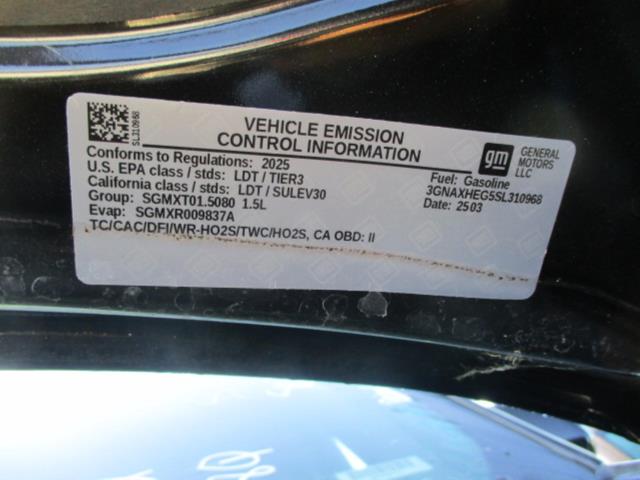 SL310968
VEHICLE EMISSION
CONTROL INFORMATION
gm
GENERAL
MOTORS
LLC
Conforms to Regulations: 2025
U.S. EPA class / stds: LDT / TIER3
California class / stds: LDT / SULEV30
Group: SGMXT01.5080 1.5L
Evap: SGMXR009837A
TC/CAC/DFI/WR-HO2S/TWC/HO2S, CA OBD: II
Fuel: Gasoline
3GNAXHEG5SL310968
Date: 25 03